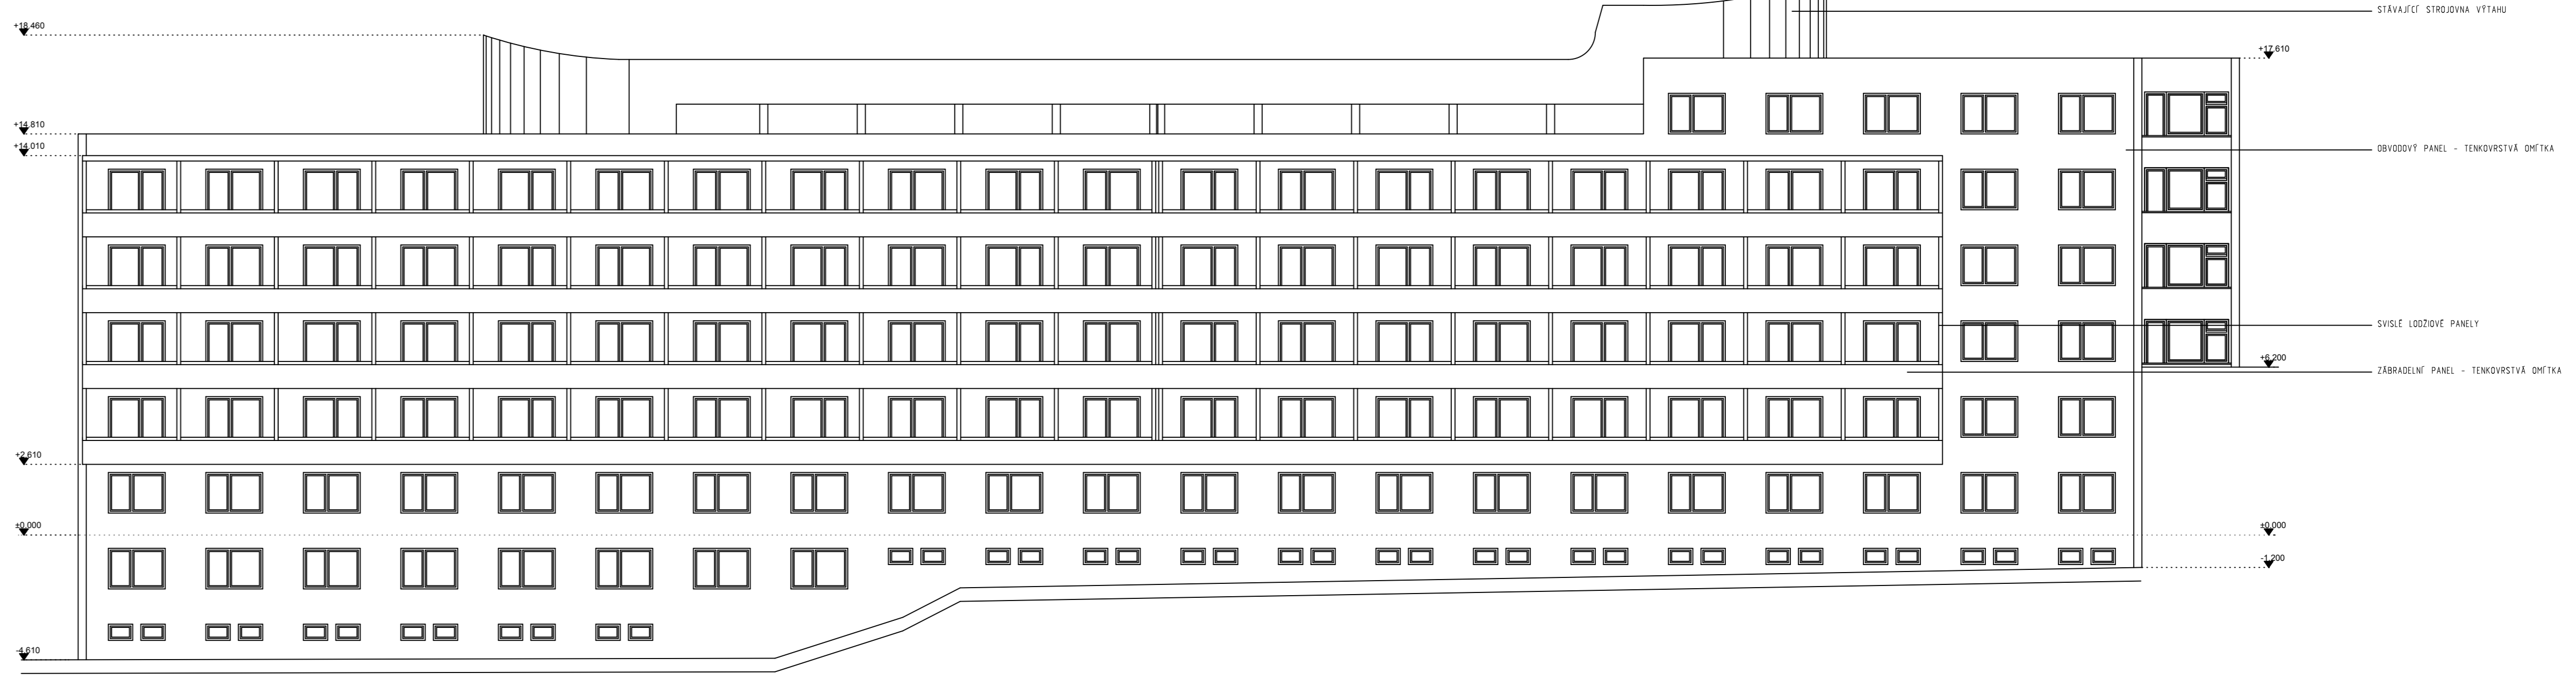 STÁVAJÍCÍ STROJOVNA VÝTAHU
+18.460
+17.610
+14.810
OBVODOVÝ PANEL - TENKOVRSTVÁ OMÍTKA
+14.010
SVISLÉ LODŽIOVÉ PANELY
+6.200
ZÁBRADELNÍ PANEL - TENKOVRSTVÁ OMÍTKA
+2.610
±0.000
±0.000
-1.200
-4.610